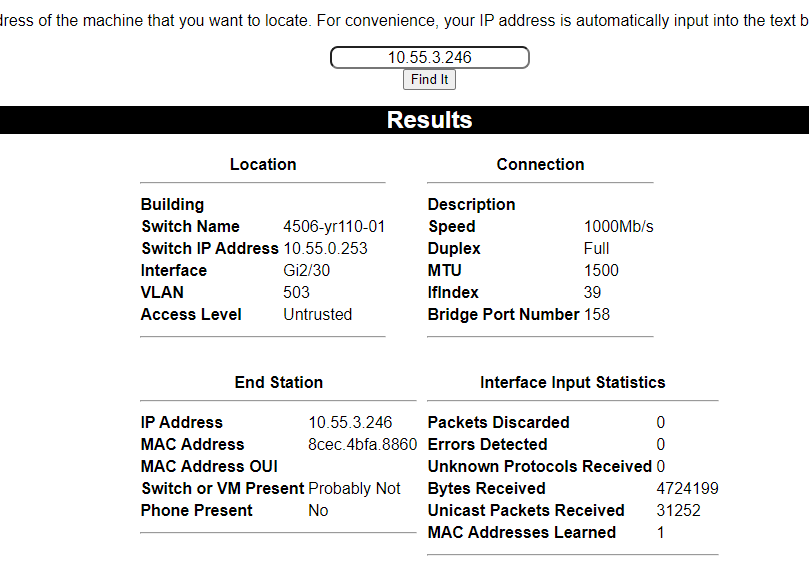 dress of the machine that you want to locate. For convenience, your IP address is automatically input into the text b
10.55.3.246
Find It
Results
Location
Building
Switch Name 4506-yr110-01
Switch IP Address 10.55.0.253
Interface Gi2/30
VLAN 503
Access Level Untrusted
Connection
Description
Speed 1000Mb/s
Duplex Full
MTU 1500
IfIndex 39
Bridge Port Number 158
End Station
IP Address 10.55.3.246
MAC Address 8cec.4bfa.8860
MAC Address OUI
Switch or VM Present Probably Not
Phone Present No
Interface Input Statistics
Packets Discarded 0
Errors Detected 0
Unknown Protocols Received 0
Bytes Received 4724199
Unicast Packets Received 31252
MAC Addresses Learned 1